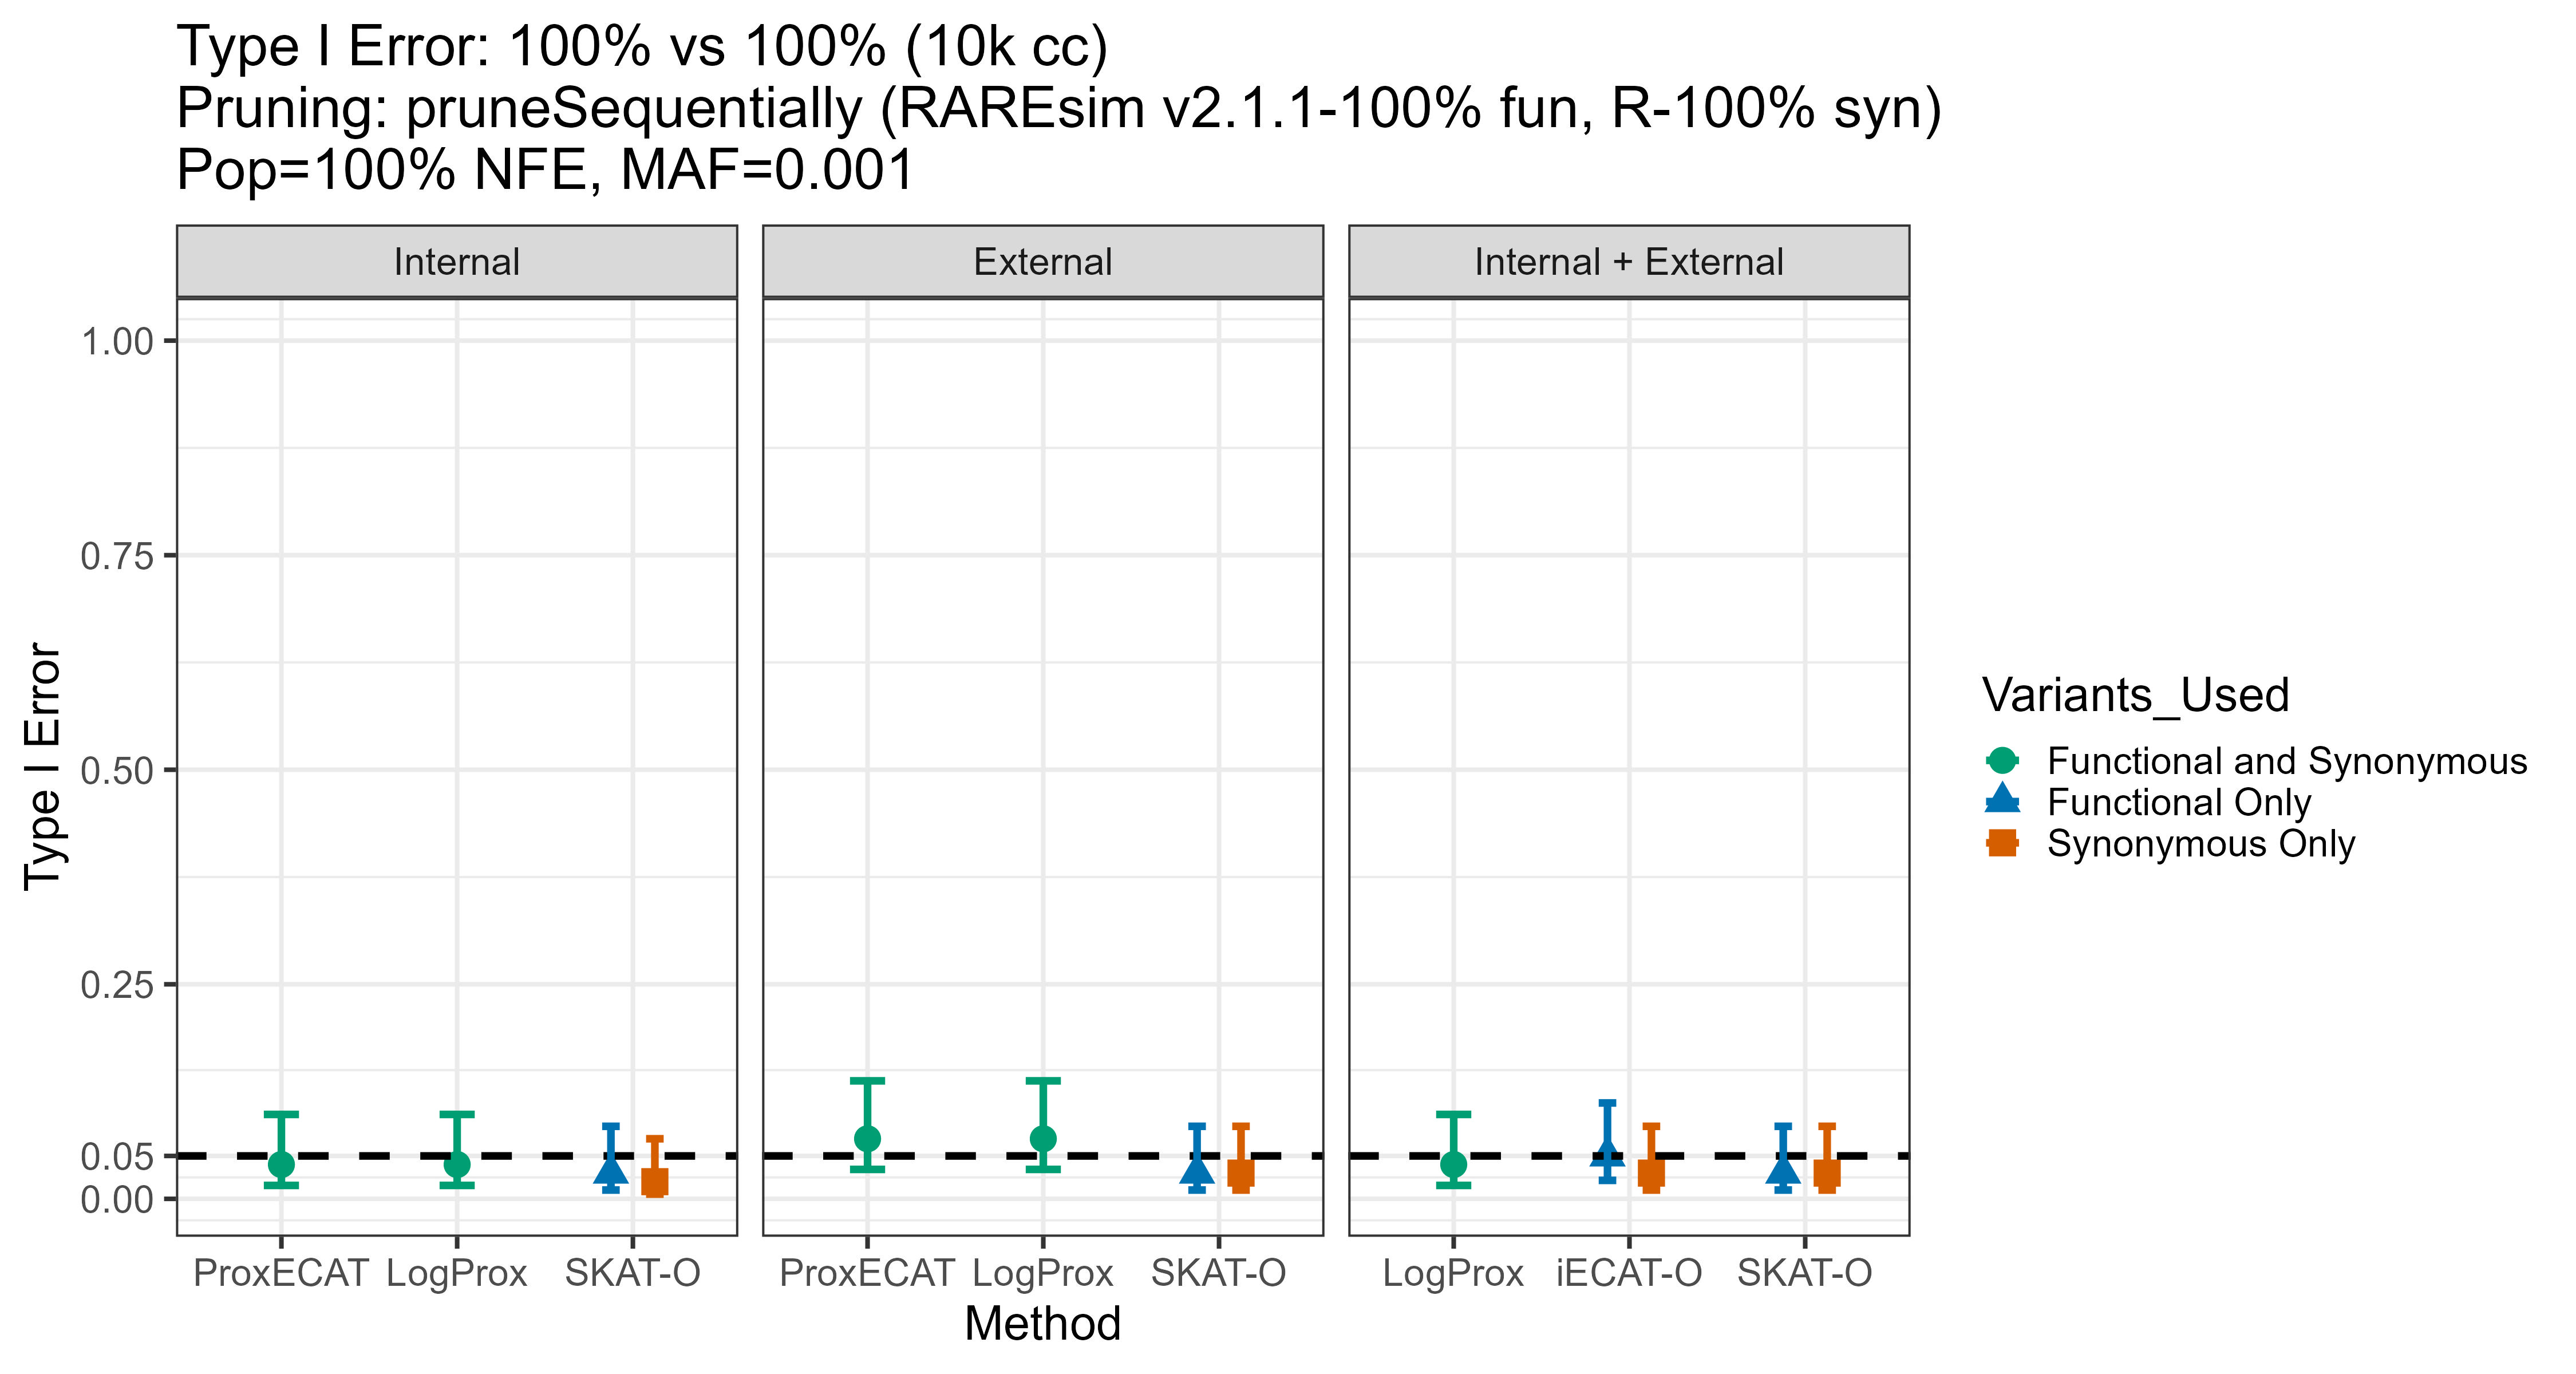 Type I Error: 100% vs 100% (10k cc)
Pruning: pruneSequentially (RAREsim v2.1.1-100% fun, R-100% syn)
Pop=100% NFE, MAF=0.001
Internal
External
Internal + External
Type I Error
1.00
0.75
0.50
0.25
0.05
0.00
ProxECAT LogProx SKAT-O
ProxECAT LogProx SKAT-O
LogProx iECAT-O SKAT-O
Method
Variants_Used
Functional and Synonymous
Functional Only
Synonymous Only